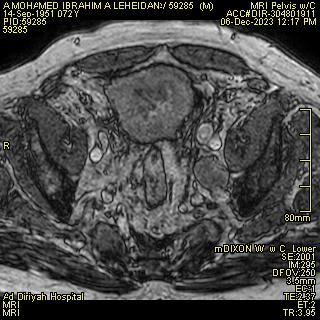 A MOHAMED IBRAHIM A LEHEIDAN:/ 59285 (M)
14-Sep-1951 072Y
PID:59285
59285
MRI Pelvis w/C
ACC#DIR-304801911
06-Dec-2023 12:17 PM
R
80mm
mDIXON W w C Lower
SE:2001
IM:295
DFOV:250
3.5mm
EC:1
TE:2.37
ET:2
TR:3.95
Ad Diriyah Hospital
MRI
MRI